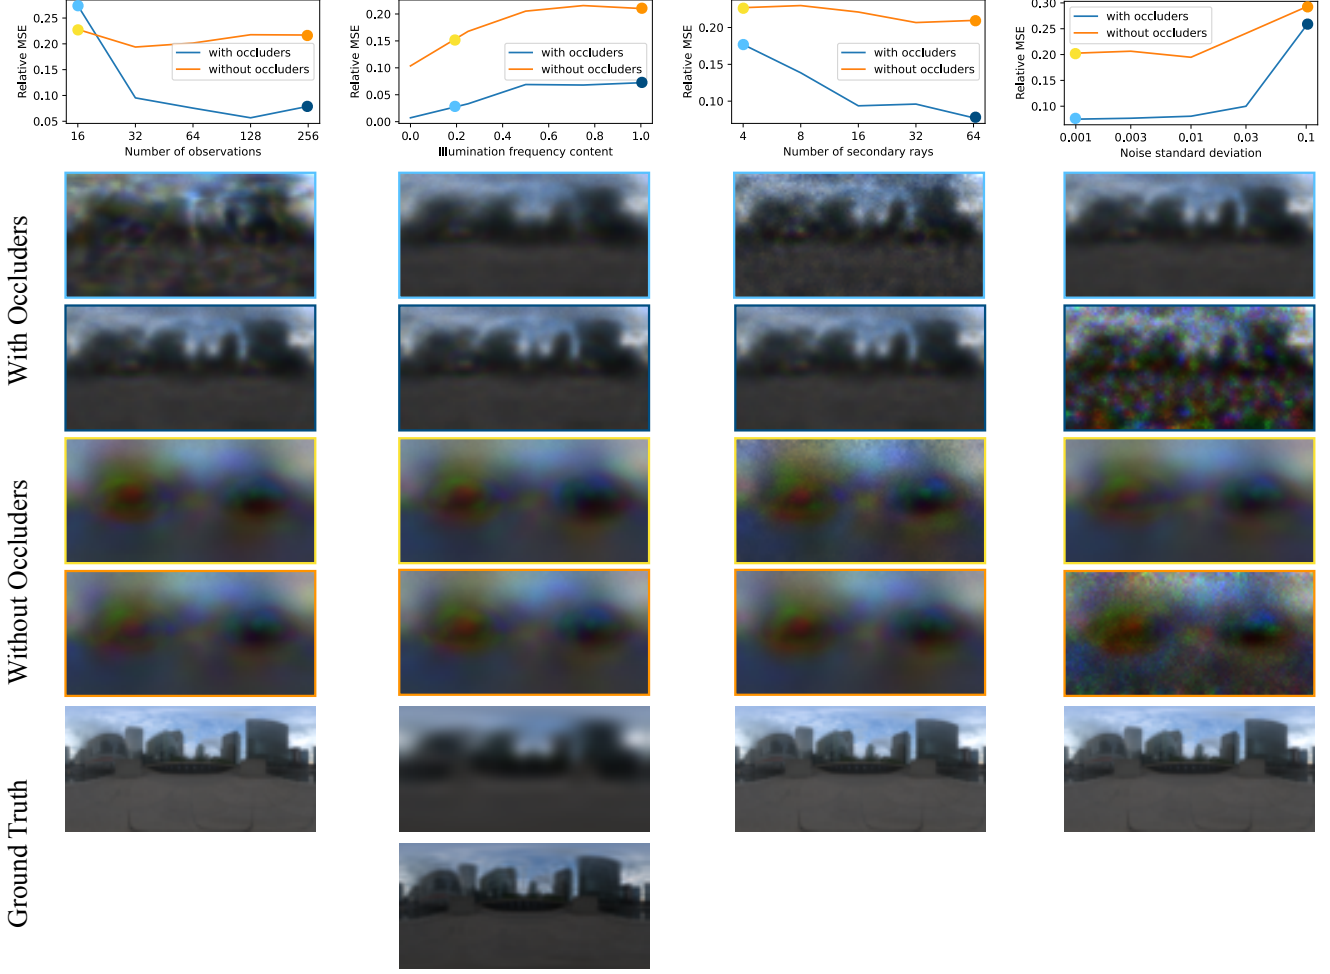 Relative MSE
0.25
0.20
0.15
0.10
0.05
16 32 64 128 256
Number of observations
with occluders
without occluders
Relative MSE
0.20
0.15
0.10
0.05
0.00
0.0 0.2 0.4 0.6 0.8 1.0
Illumination frequency content
with occluders
without occluders
Relative MSE
0.20
0.15
0.10
4 8 16 32 64
Number of secondary rays
with occluders
without occluders
Relative MSE
0.30
0.25
0.20
0.15
0.10
0.001 0.003 0.01 0.03 0.1
Noise standard deviation
with occluders
without occluders
With Occluders
Without Occluders
Ground Truth